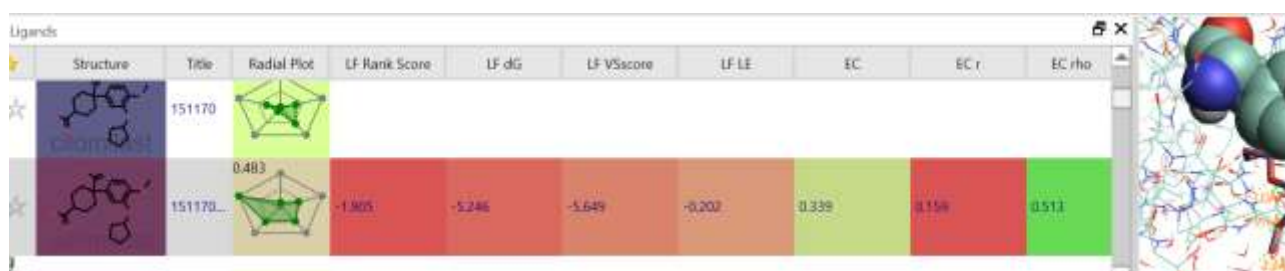 Ligands
Structure Title Radial Plot LF Rank Score LF dG LF VSscore LF LE EC EC r EC rho
151170
cilomilast
0.483
151170... -1.905 -5.246 -5.649 -0.202 0.339 0.159 0.513